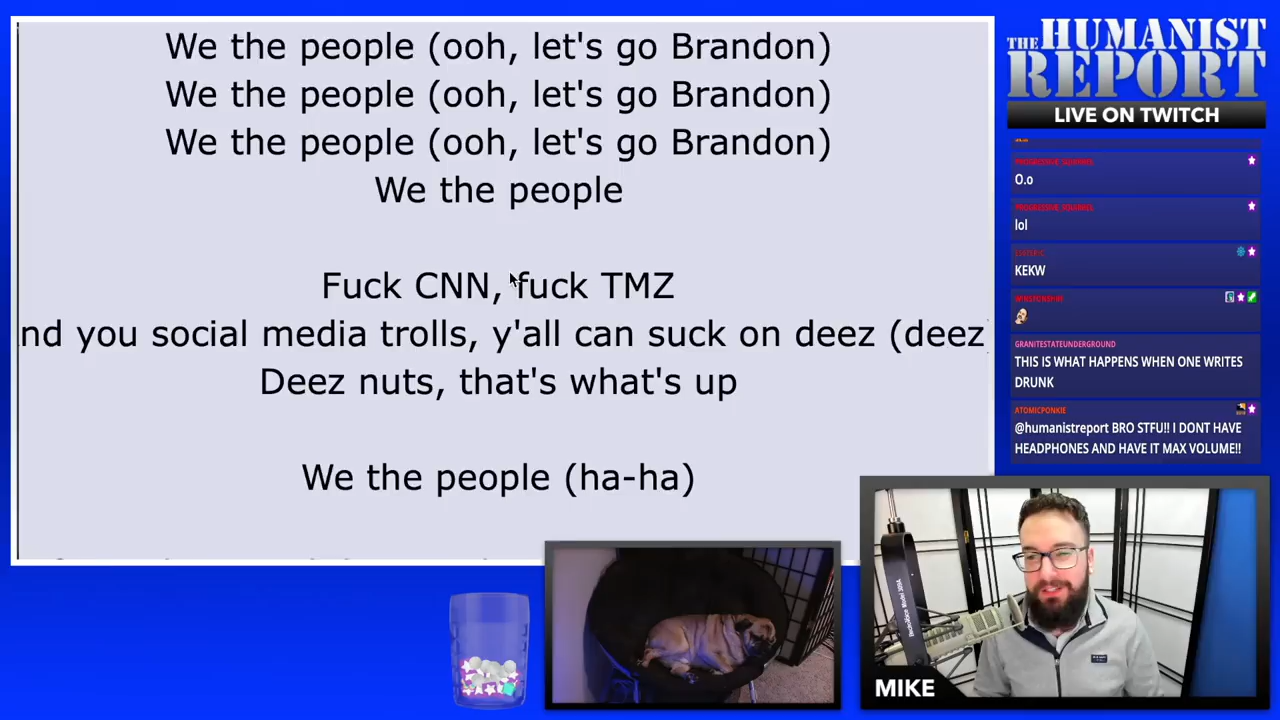 We the people (ooh, let's go Brandon)
We the people (ooh, let's go Brandon)
We the people (ooh, let's go Brandon)
We the people
Fuck CNN, fuck TMZ
nd you social media trolls, y'all can suck on deez (deez
Deez nuts, that's what's up
We the people (ha-ha)
THE HUMANIST
REPORT
LIVE ON TWITCH
O.o
lol
KEKW
GRANITESTATEUNDERGROUND
THIS IS WHAT HAPPENS WHEN ONE WRITES
DRUNK
ATOMICPONKIE
@humanistreport BRO STFU!! I DONT HAVE
HEADPHONES AND HAVE IT MAX VOLUME!!
MIKE